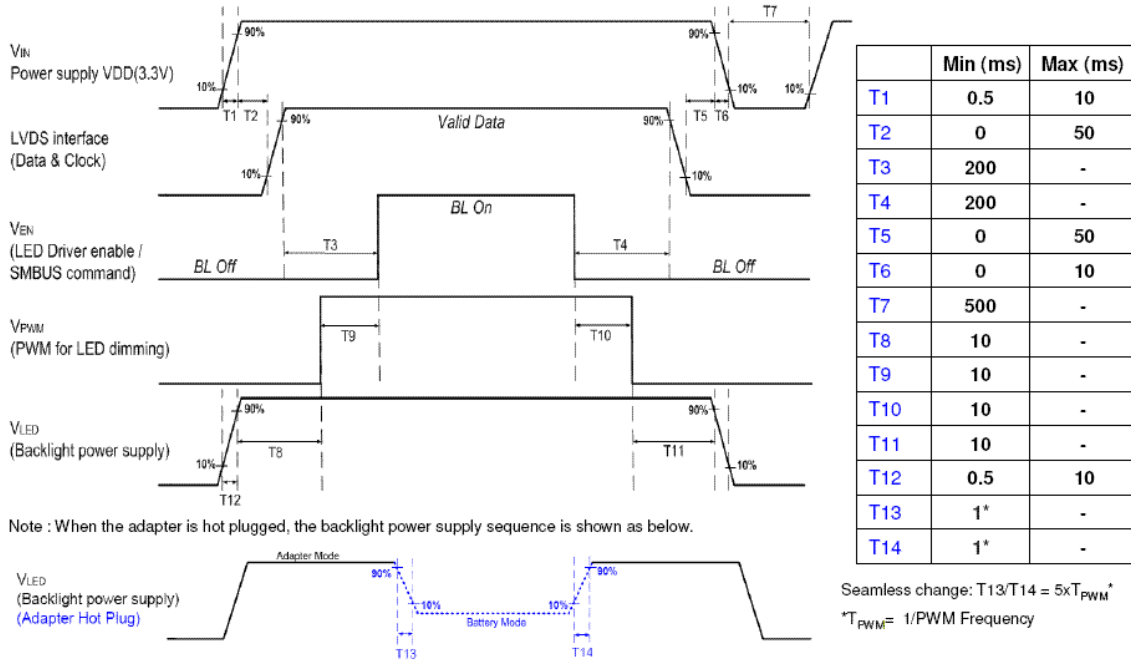 T7
VIN
Power supply VDD(3.3V)
90%
90%
10%
10%
10%
T1
T2
T5
T6
LVDS interface
(Data & Clock)
90%
Valid Data
90%
10%
10%
VEN
(LED Driver enable /
SMBUS command)
BL Off
T3
BL On
T4
BL Off
VPWM
(PWM for LED dimming)
T9
T10
VLED
(Backlight power supply)
90%
90%
10%
10%
T8
T11
T12
Note : When the adapter is hot plugged, the backlight power supply sequence is shown as below.
VLED
(Backlight power supply)
(Adapter Hot Plug)
Adapter Mode
90%
90%
10%
10%
Battery Mode
T13
T14
Min (ms) Max (ms)
T1 0.5 10
T2 0 50
T3 200 -
T4 200 -
T5 0 50
T6 0 10
T7 500 -
T8 10 -
T9 10 -
T10 10 -
T11 10 -
T12 0.5 10
T13 1* -
T14 1* -
Seamless change: T13/T14 = 5xTPWM*
*TPWM= 1/PWM Frequency